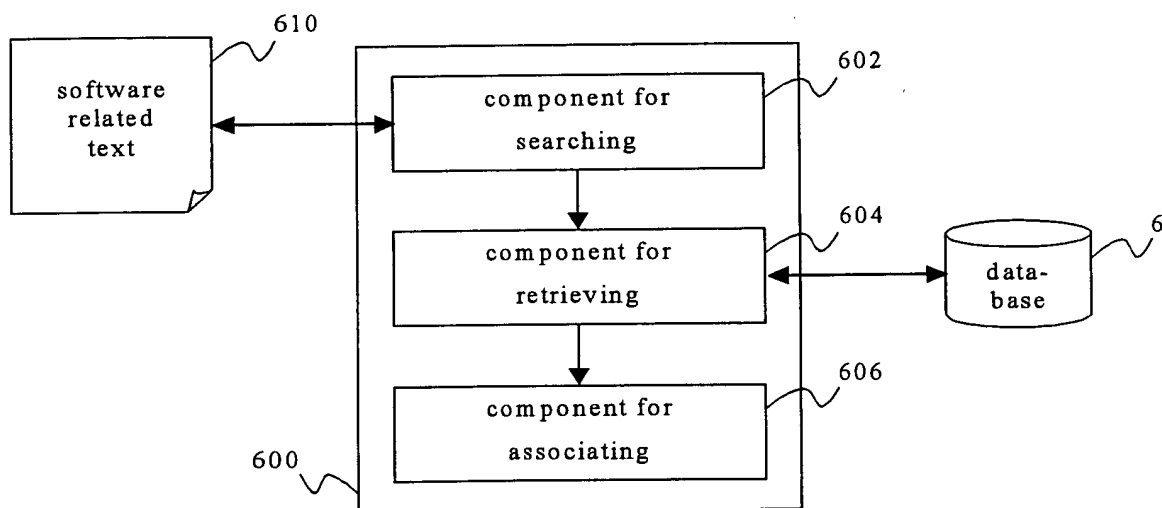 610
software
related
text
602
component for
searching
604
component for
retrieving
6
data-
base
606
component for
associating
600